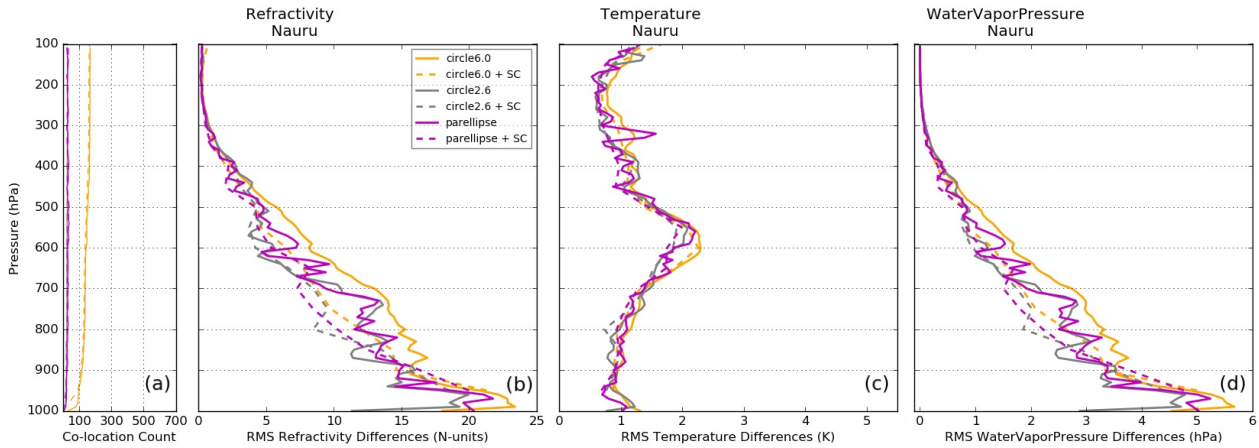 Refractivity
Nauru
Temperature
Nauru
WaterVaporPressure
Nauru
Pressure (hPa)
100
200
300
400
500
600
700
800
900
1000
circle6.0
circle6.0 + SC
circle2.6
circle2.6 + SC
parellipse
parellipse + SC
(a)
(b)
(c)
(d)
100 300 500 700
0 5 10 15 20 25
0 1 2 3 4 5
0 1 2 3 4 5 6
Co-location Count
RMS Refractivity Differences (N-units)
RMS Temperature Differences (K)
RMS WaterVaporPressure Differences (hPa)